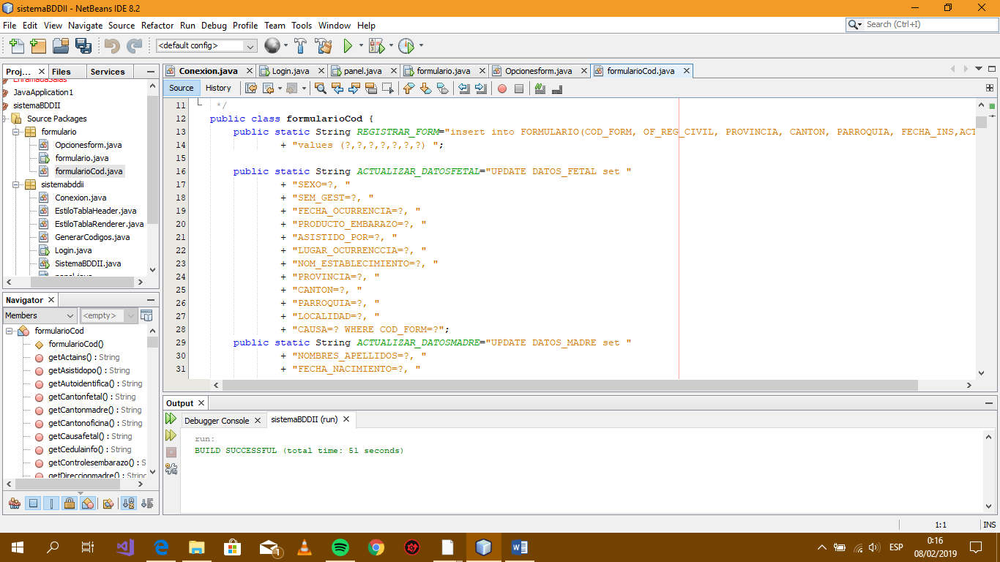 sistemaBDDII - NetBeans IDE 8.2
File Edit View Navigate Source Refactor Run Debug Profile Team Tools Window Help
Search (Ctrl+I)
<default config>
Proj... Files Services
EnramadaSalas
JavaApplication1
sistemaBDDII
Source Packages
formulario
Opcionesform.java
formulario.java
formularioCod.java
sistemabddii
Conexion.java
EstiloTablaHeader.java
EstiloTablaRenderer.java
GenerarCodigos.java
Login.java
SistemaBDDII.java
panel.java
Navigator
Members <empty>
formularioCod
formularioCod()
getActains() : String
getAsistidopo() : String
getAutoidentifica() : String
getCantonfetal() : String
getCantonmadre() : String
getCantonoficina() : String
getCausafetal() : String
getCedulainfo() : String
getControlesembarazo() : S
getDireccionmadre() : String
Conexion.java Login.java panel.java formulario.java Opcionesform.java formularioCod.java
Source History
11 */
12 public class formularioCod {
13 public static String REGISTRAR_FORM="insert into FORMULARIO(COD_FORM, OF_REG_CIVIL, PROVINCIA, CANTON, PARROQUIA, FECHA_INS,ACT
14 + "values (?,?,?,?,?,?,?) ";
15
16 public static String ACTUALIZAR_DATOSFETAL="UPDATE DATOS_FETAL set "
17 + "SEXO=?, "
18 + "SEM_GEST=?, "
19 + "FECHA_OCURRENCIA=?, "
20 + "PRODUCTO_EMBARAZO=?, "
21 + "ASISTIDO_POR=?, "
22 + "LUGAR_OCURRENCCIA=?, "
23 + "NOM_ESTABLECIMIENTO=?, "
24 + "PROVINCIA=?, "
25 + "CANTON=?, "
26 + "PARROQUIA=?, "
27 + "LOCALIDAD=?, "
28 + "CAUSA=? WHERE COD_FORM=?";
29 public static String ACTUALIZAR_DATOSMADRE="UPDATE DATOS_MADRE set "
30 + "NOMBRES_APELLIDOS=?, "
31 + "FECHA_NACIMIENTO=?, "
Output
Debugger Console sistemaBDDII (run)
run:
BUILD SUCCESSFUL (total time: 51 seconds)
1:1 INS
1
ESP
0:16
08/02/2019